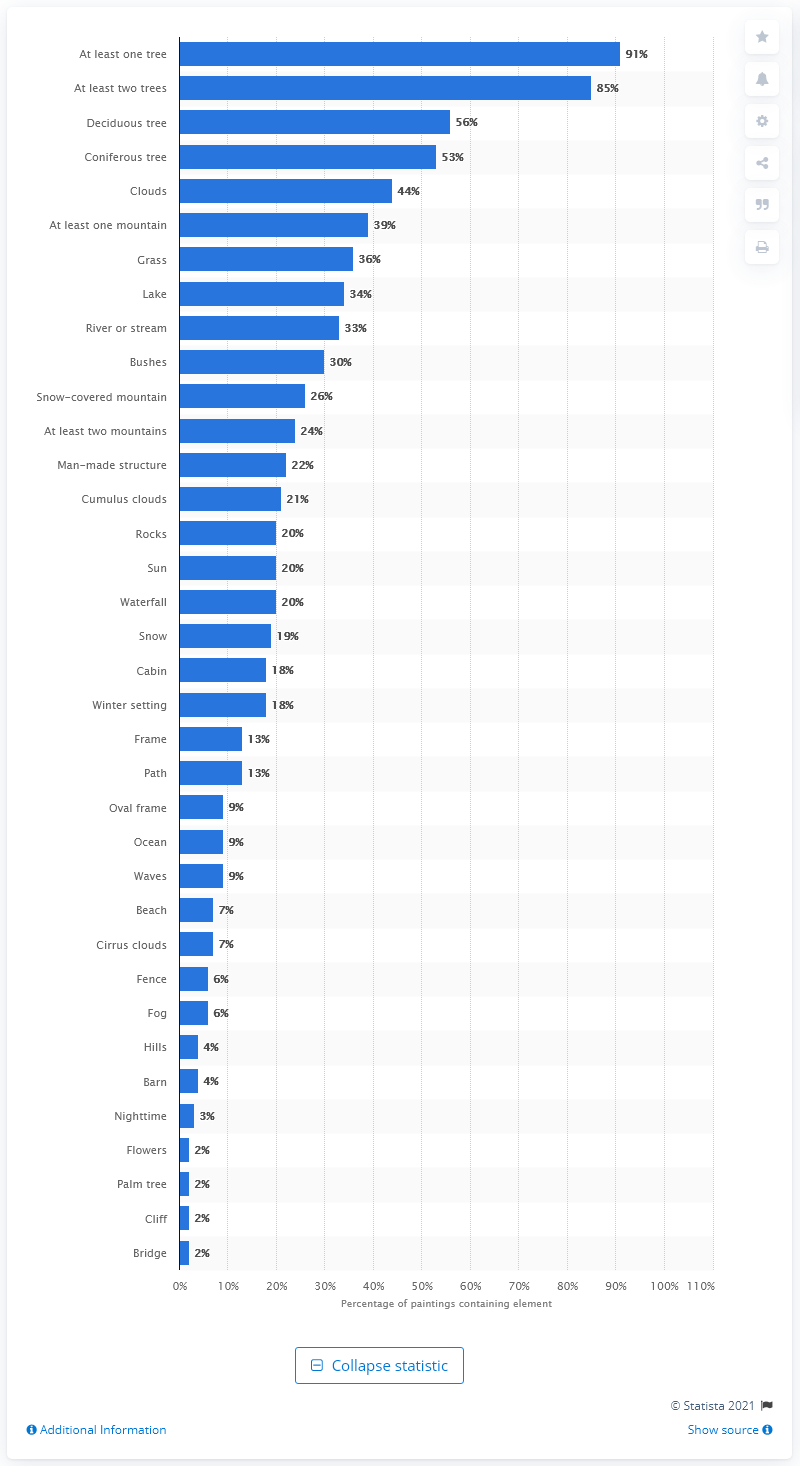 At least one tree 91%
At least two trees 85%
Deciduous tree 56%
Coniferous tree 53%
Clouds 44%
At least one mountain 39%
Grass 36%
Lake 34%
River or stream 33%
Bushes 30%
Snow-covered mountain 26%
At least two mountains 24%
Man-made structure 22%
Cumulus clouds 21%
Rocks 20%
Sun 20%
Waterfall 20%
Snow 19%
Cabin 18%
Winter setting 18%
Frame 13%
Path 13%
Oval frame 9%
Ocean 9%
Waves 9%
Beach 7%
Cirrus clouds 7%
Fence 6%
Fog 6%
Hills 4%
Barn 4%
Nighttime 3%
Flowers 2%
Palm tree 2%
Cliff 2%
Bridge 2%
0% 10% 20% 30% 40% 50% 60% 70% 80% 90% 100% 110%
Percentage of paintings containing element
Collapse statistic
© Statista 2021
Additional Information Show source